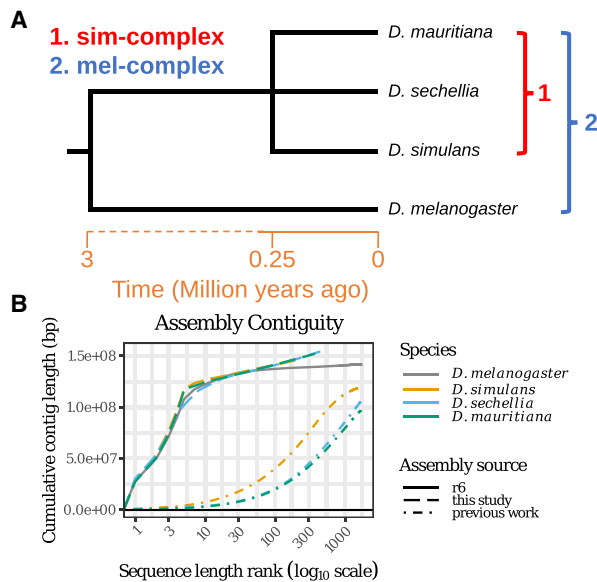 A
1. sim-complex
2. mel-complex
D. mauritiana
D. sechellia
D. simulans
D. melanogaster
1
2
3 0.25 0
Time (Million years ago)
B
Assembly Contiguity
Cumulative contig length (bp)
1.5e+08
1.0e+08
5.0e+07
0.0e+00
1 3 10 30 100 300 1000
Sequence length rank (log10 scale)
Species
D. melanogaster
D. simulans
D. sechellia
D. mauritiana
Assembly source
r6
this study
previous work